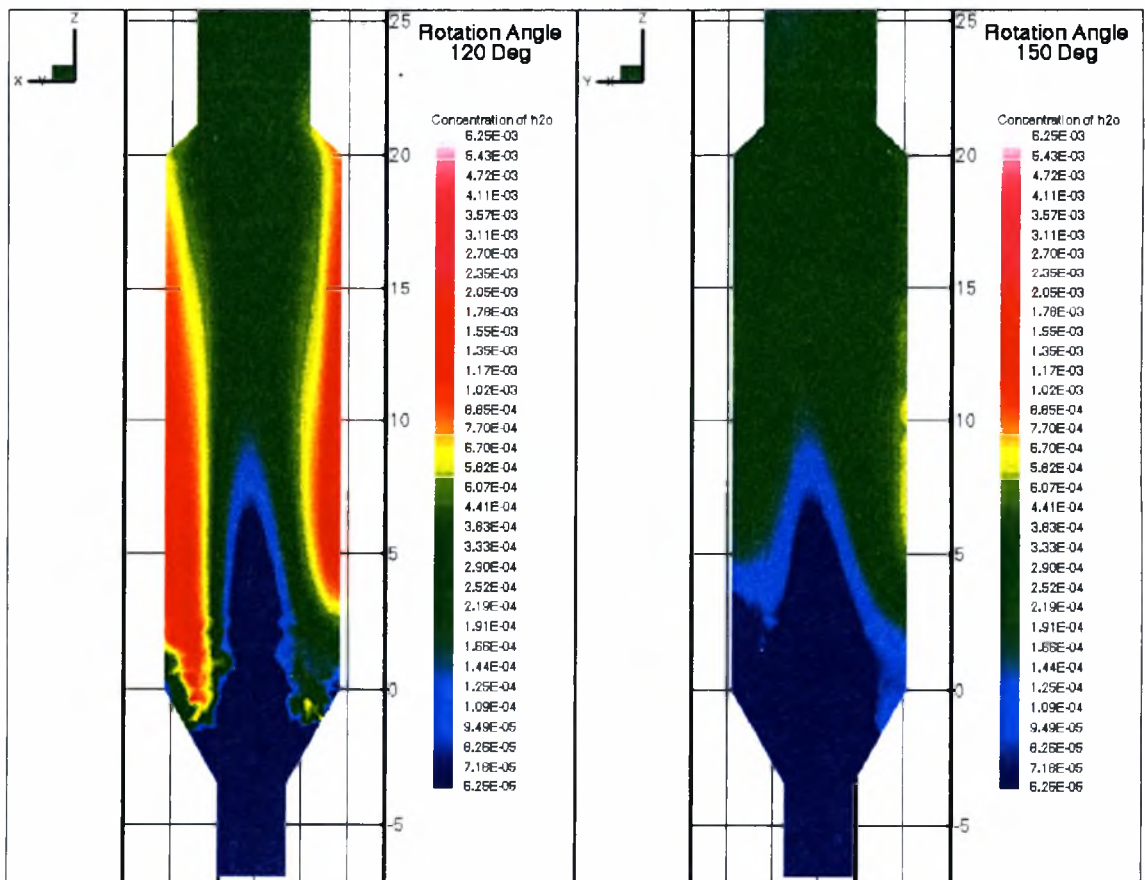 Z
X Y
25
20
15
10
5
0
-5
Rotation Angle
120 Deg
Concentration of h2o
6.25E-03
5.43E-03
4.72E-03
4.11E-03
3.57E-03
3.11E-03
2.70E-03
2.35E-03
2.05E-03
1.78E-03
1.55E-03
1.35E-03
1.17E-03
1.02E-03
8.85E-04
7.70E-04
6.70E-04
5.82E-04
5.07E-04
4.41E-04
3.83E-04
3.33E-04
2.90E-04
2.52E-04
2.19E-04
1.91E-04
1.66E-04
1.44E-04
1.25E-04
1.09E-04
9.49E-05
8.26E-05
7.18E-05
6.25E-05
Z
Y X
25
20
15
10
5
0
-5
Rotation Angle
150 Deg
Concentration of h2o
6.25E-03
5.43E-03
4.72E-03
4.11E-03
3.57E-03
3.11E-03
2.70E-03
2.35E-03
2.05E-03
1.78E-03
1.55E-03
1.35E-03
1.17E-03
1.02E-03
8.85E-04
7.70E-04
6.70E-04
5.82E-04
5.07E-04
4.41E-04
3.83E-04
3.33E-04
2.90E-04
2.52E-04
2.19E-04
1.91E-04
1.66E-04
1.44E-04
1.25E-04
1.09E-04
9.49E-05
8.26E-05
7.18E-05
6.25E-05